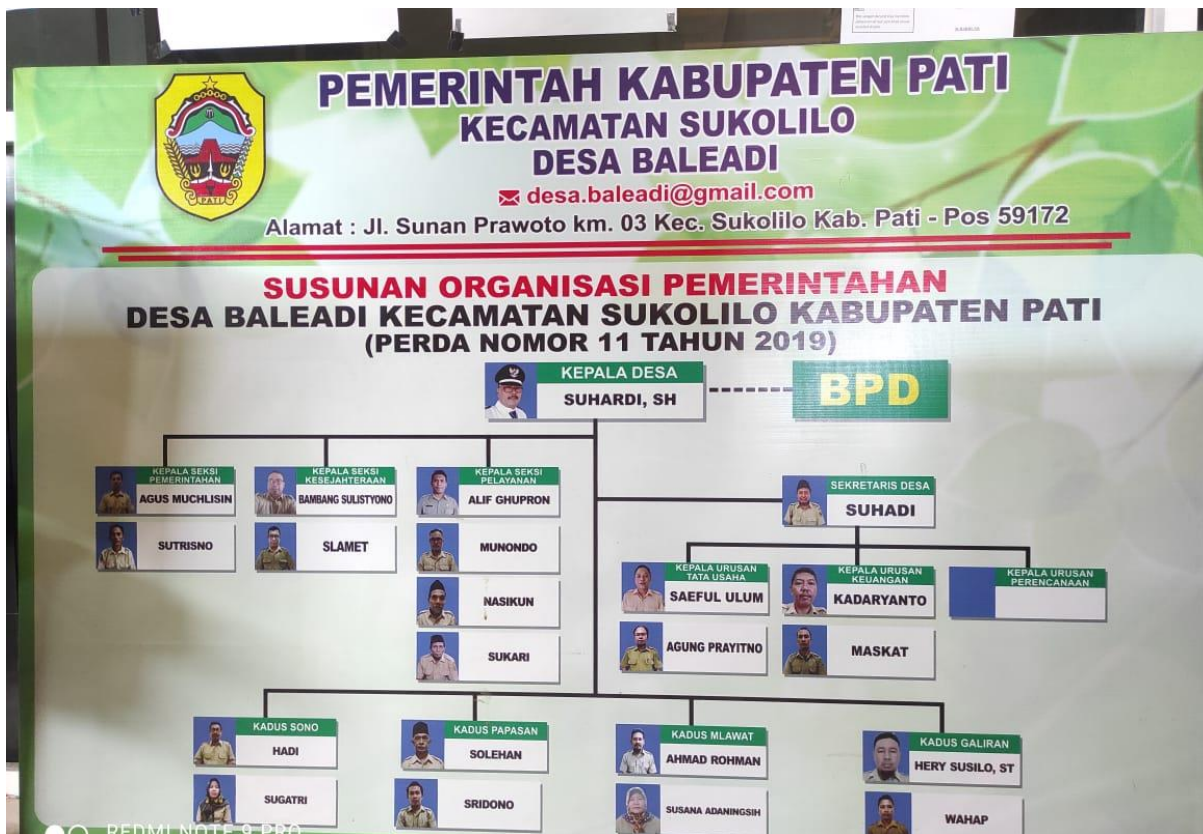 PATI
PEMERINTAH KABUPATEN PATI
KECAMATAN SUKOLILO
DESA BALEADI
desa.baleadi@gmail.com
Alamat : Jl. Sunan Prawoto km. 03 Kec. Sukolilo Kab. Pati - Pos 59172
SUSUNAN ORGANISASI PEMERINTAHAN
DESA BALEADI KECAMATAN SUKOLILO KABUPATEN PATI
(PERDA NOMOR 11 TAHUN 2019)
KEPALA DESA
SUHARDI, SH
BPD
KEPALA SEKSI
PEMERINTAHAN
AGUS MUCHLISIN
SUTRISNO
KEPALA SEKSI
KESEJAHTERAAN
BAMBANG SULISTYONO
SLAMET
KEPALA SEKSI
PELAYANAN
ALIF GHUPRON
MUNONDO
NASIKUN
SUKARI
SEKRETARIS DESA
SUHADI
KEPALA URUSAN
TATA USAHA
SAEFUL ULUM
AGUNG PRAYITNO
KEPALA URUSAN
KEUANGAN
KADARYANTO
MASKAT
KEPALA URUSAN
PERENCANAAN
KADUS SONO
HADI
SUGATRI
KADUS PAPASAN
SOLEHAN
SRIDONO
KADUS MLAWAT
AHMAD ROHMAN
SUSANA ADANINGSIH
KADUS GALIRAN
HERY SUSILO, ST
WAHAP
REDMI NOTE 9 PRO